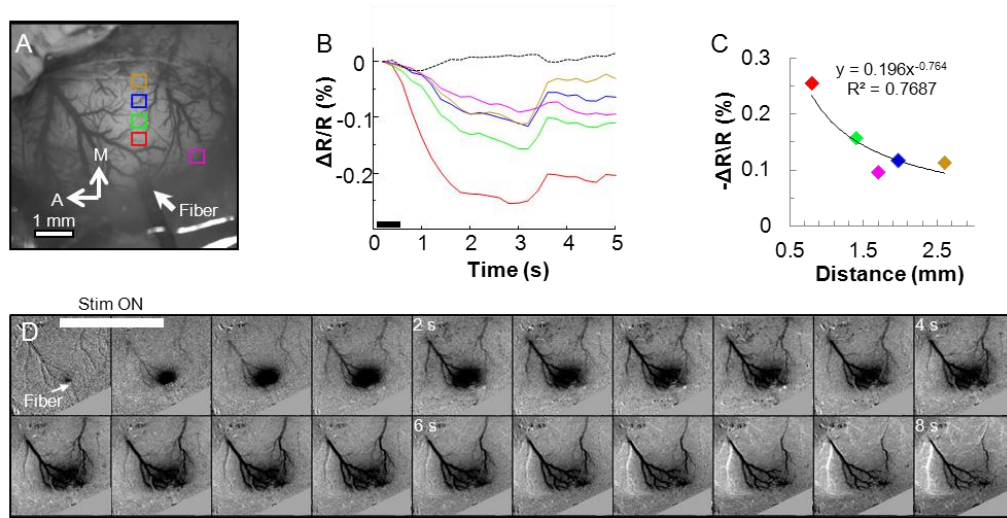 A
M
A
Fiber
1 mm
B
ΔR/R (%)
0
-0.1
-0.2
0
1
2
3
4
5
Time (s)
C
-ΔR\R (%)
0.3
0.2
0.1
0
y = 0.196x^-0.764
R² = 0.7687
0.5
1.5
2.5
Distance (mm)
Stim ON
D
2 s
4 s
Fiber
6 s
8 s